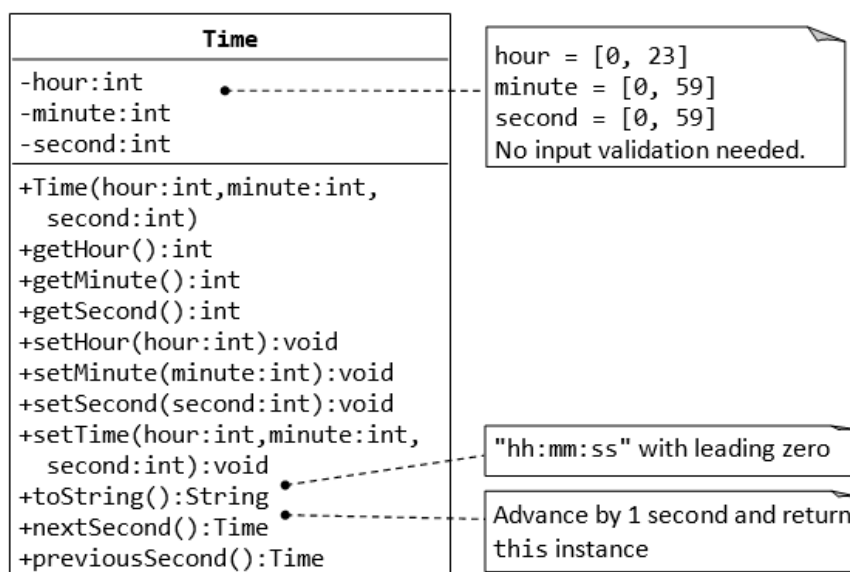 Time
-hour:int
-minute:int
-second:int
+Time(hour:int,minute:int,
second:int)
+getHour():int
+getMinute():int
+getSecond():int
+setHour(hour:int):void
+setMinute(minute:int):void
+setSecond(second:int):void
+setTime(hour:int,minute:int,
second:int):void
+toString():String
+nextSecond():Time
+previousSecond():Time
hour = [0, 23]
minute = [0, 59]
second = [0, 59]
No input validation needed.
"hh:mm:ss" with leading zero
Advance by 1 second and return
this instance